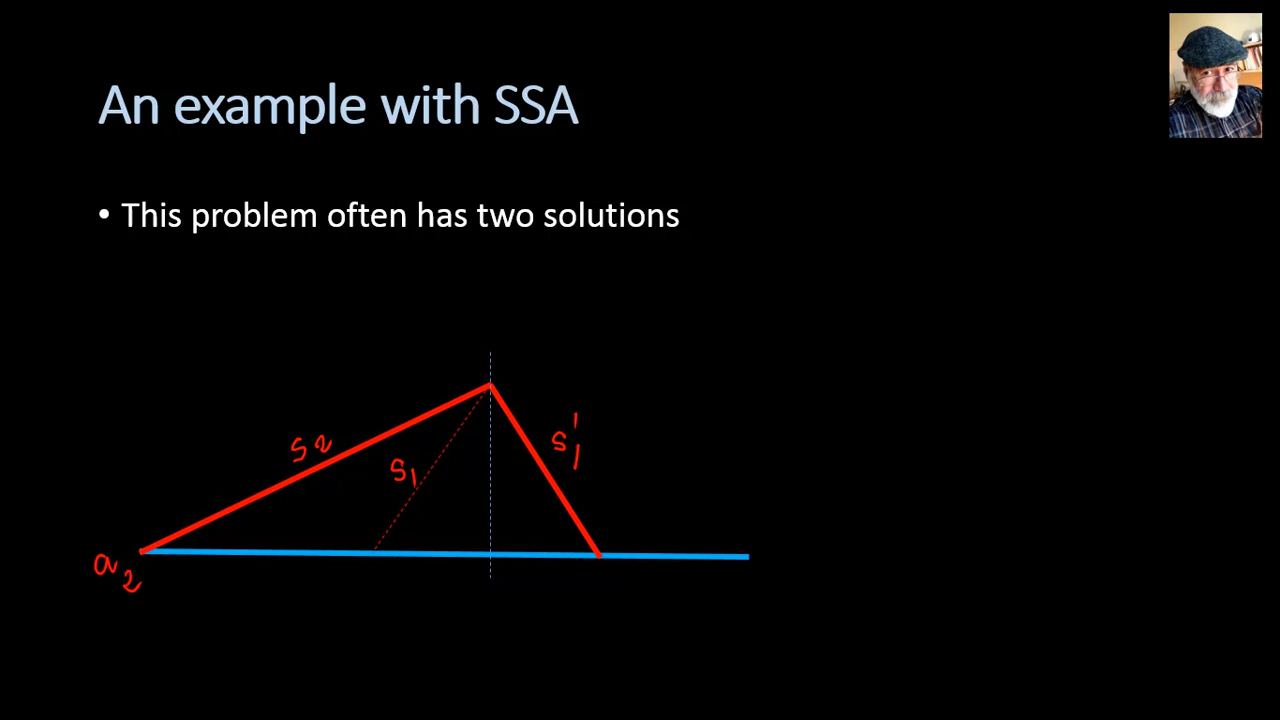 An example with SSA
• This problem often has two solutions
s2
s1
s1'
a2